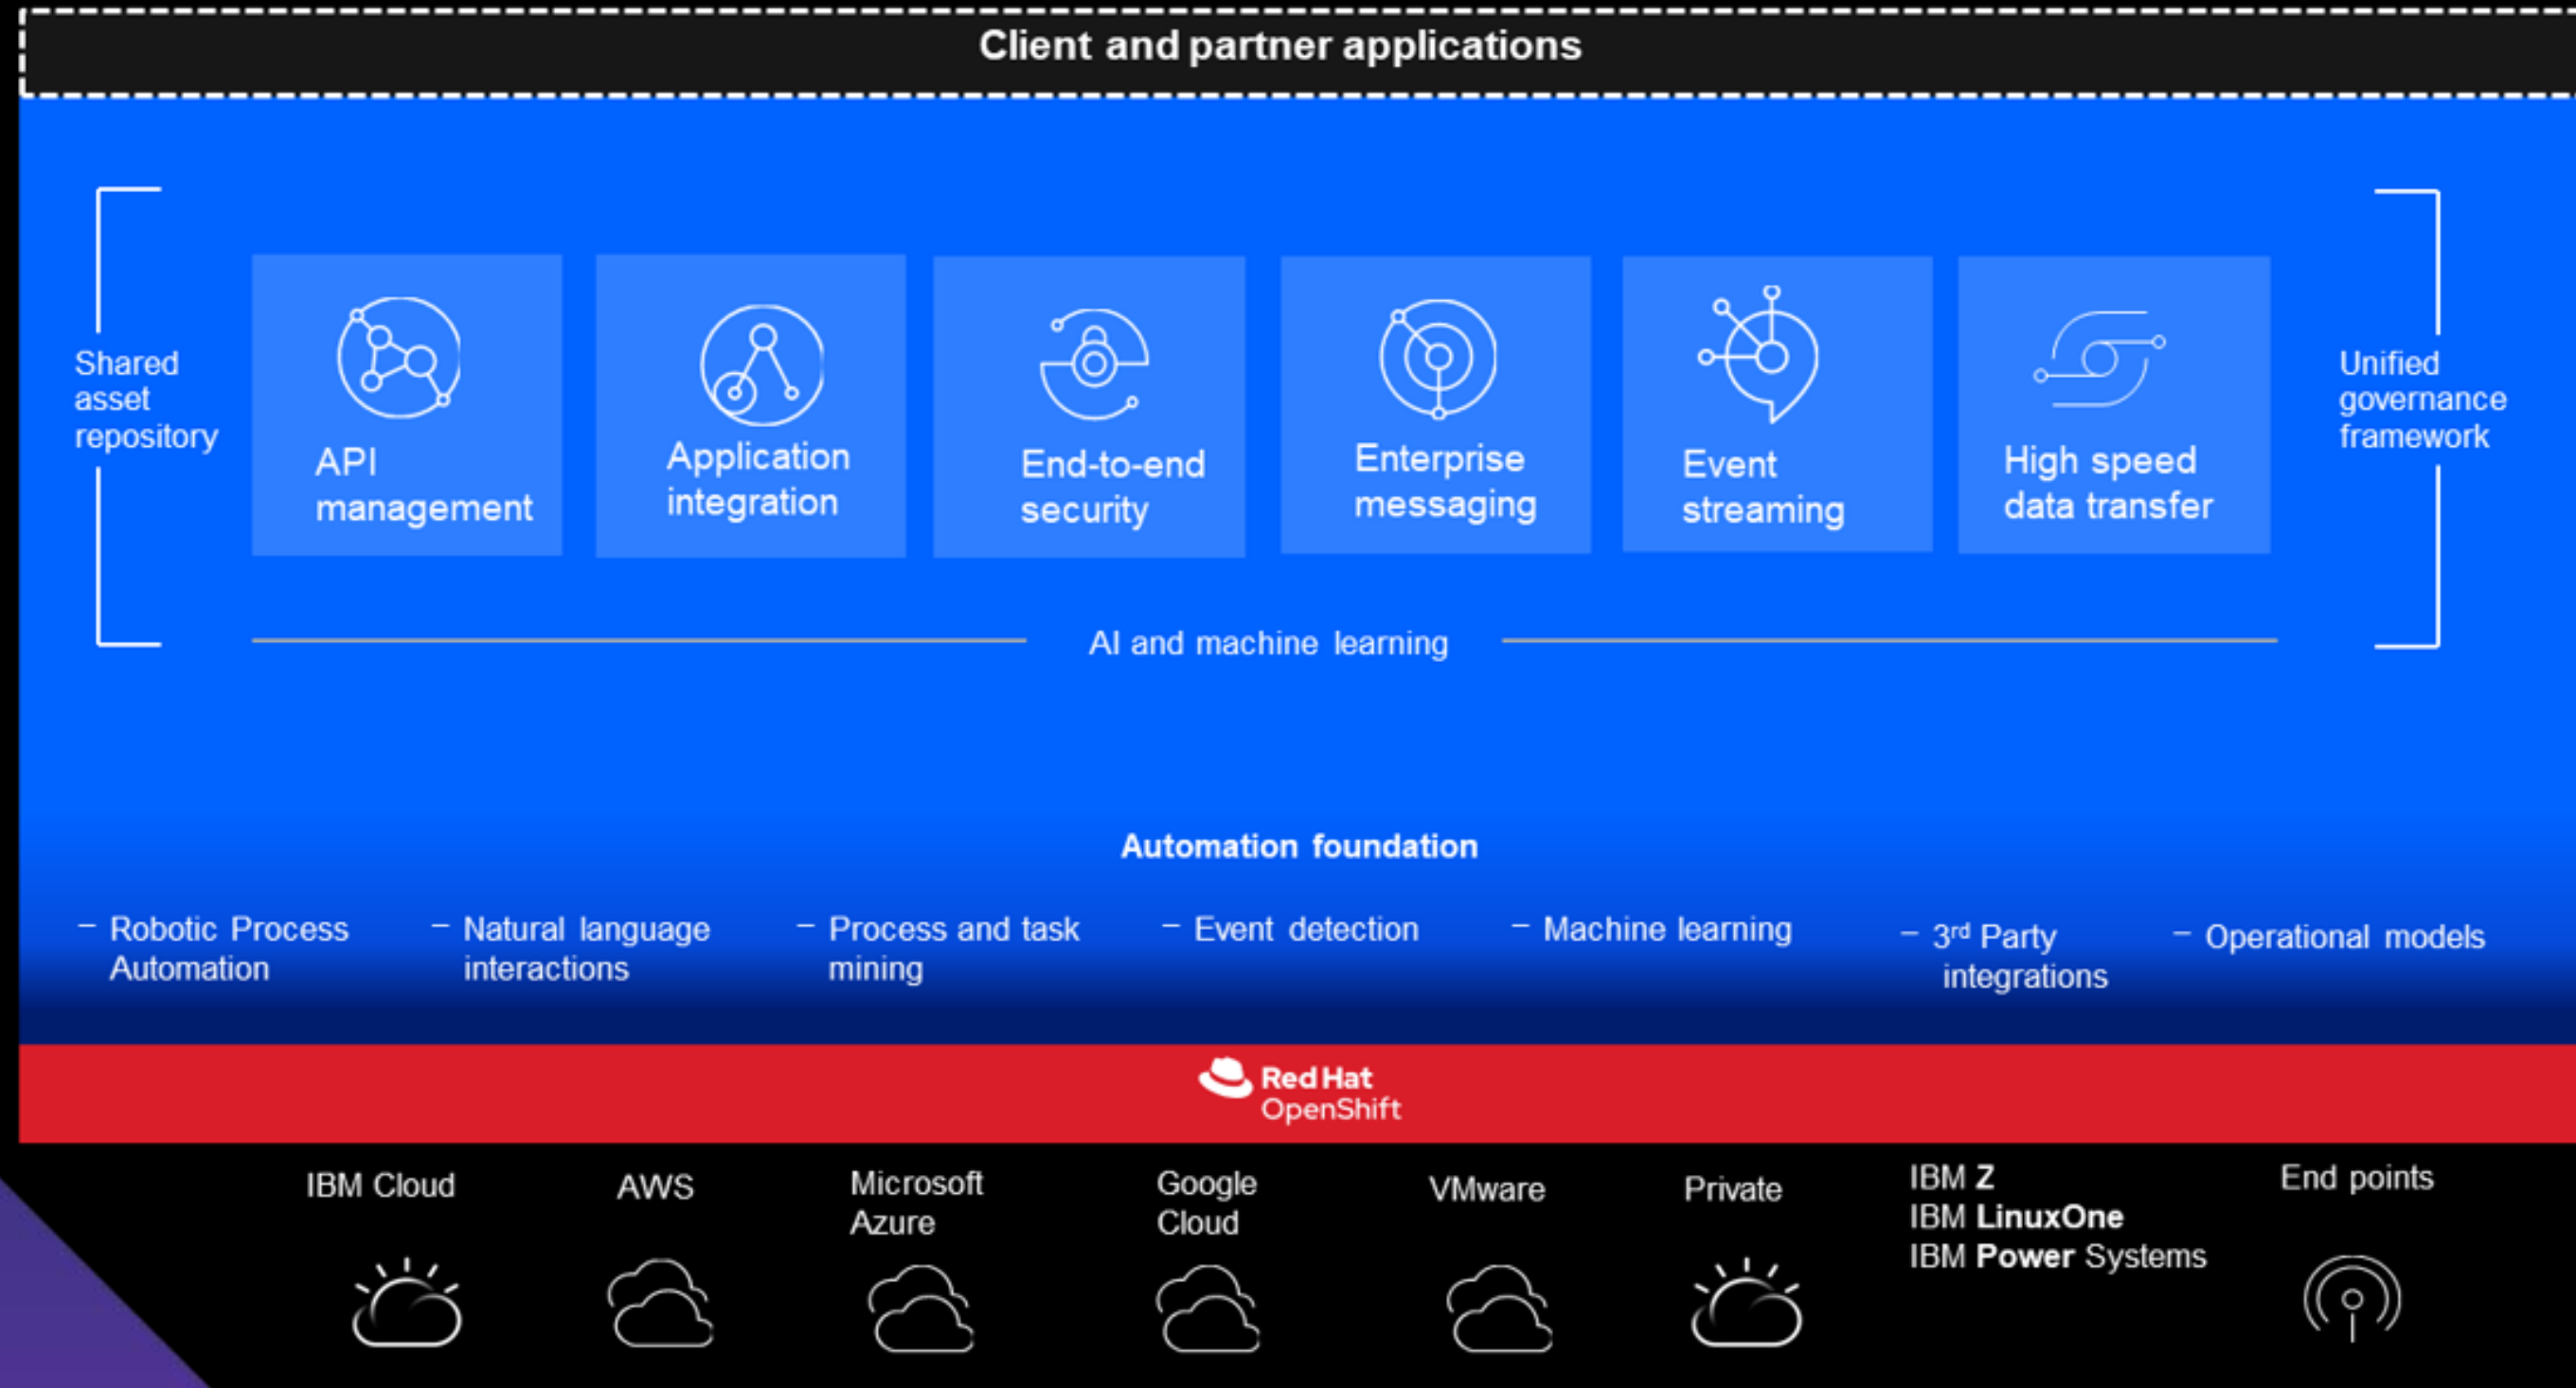 Client and partner applications
Shared
asset
repository
API
management
Application
integration
End-to-end
security
Enterprise
messaging
Event
streaming
High speed
data transfer
Unified
governance
framework
AI and machine learning
Automation foundation
– Robotic Process
Automation
– Natural language
interactions
– Process and task
mining
– Event detection
– Machine learning
– 3rd Party
integrations
– Operational models
Red Hat
OpenShift
IBM Cloud
AWS
Microsoft
Azure
Google
Cloud
VMware
Private
IBM Z
IBM LinuxOne
IBM Power Systems
End points